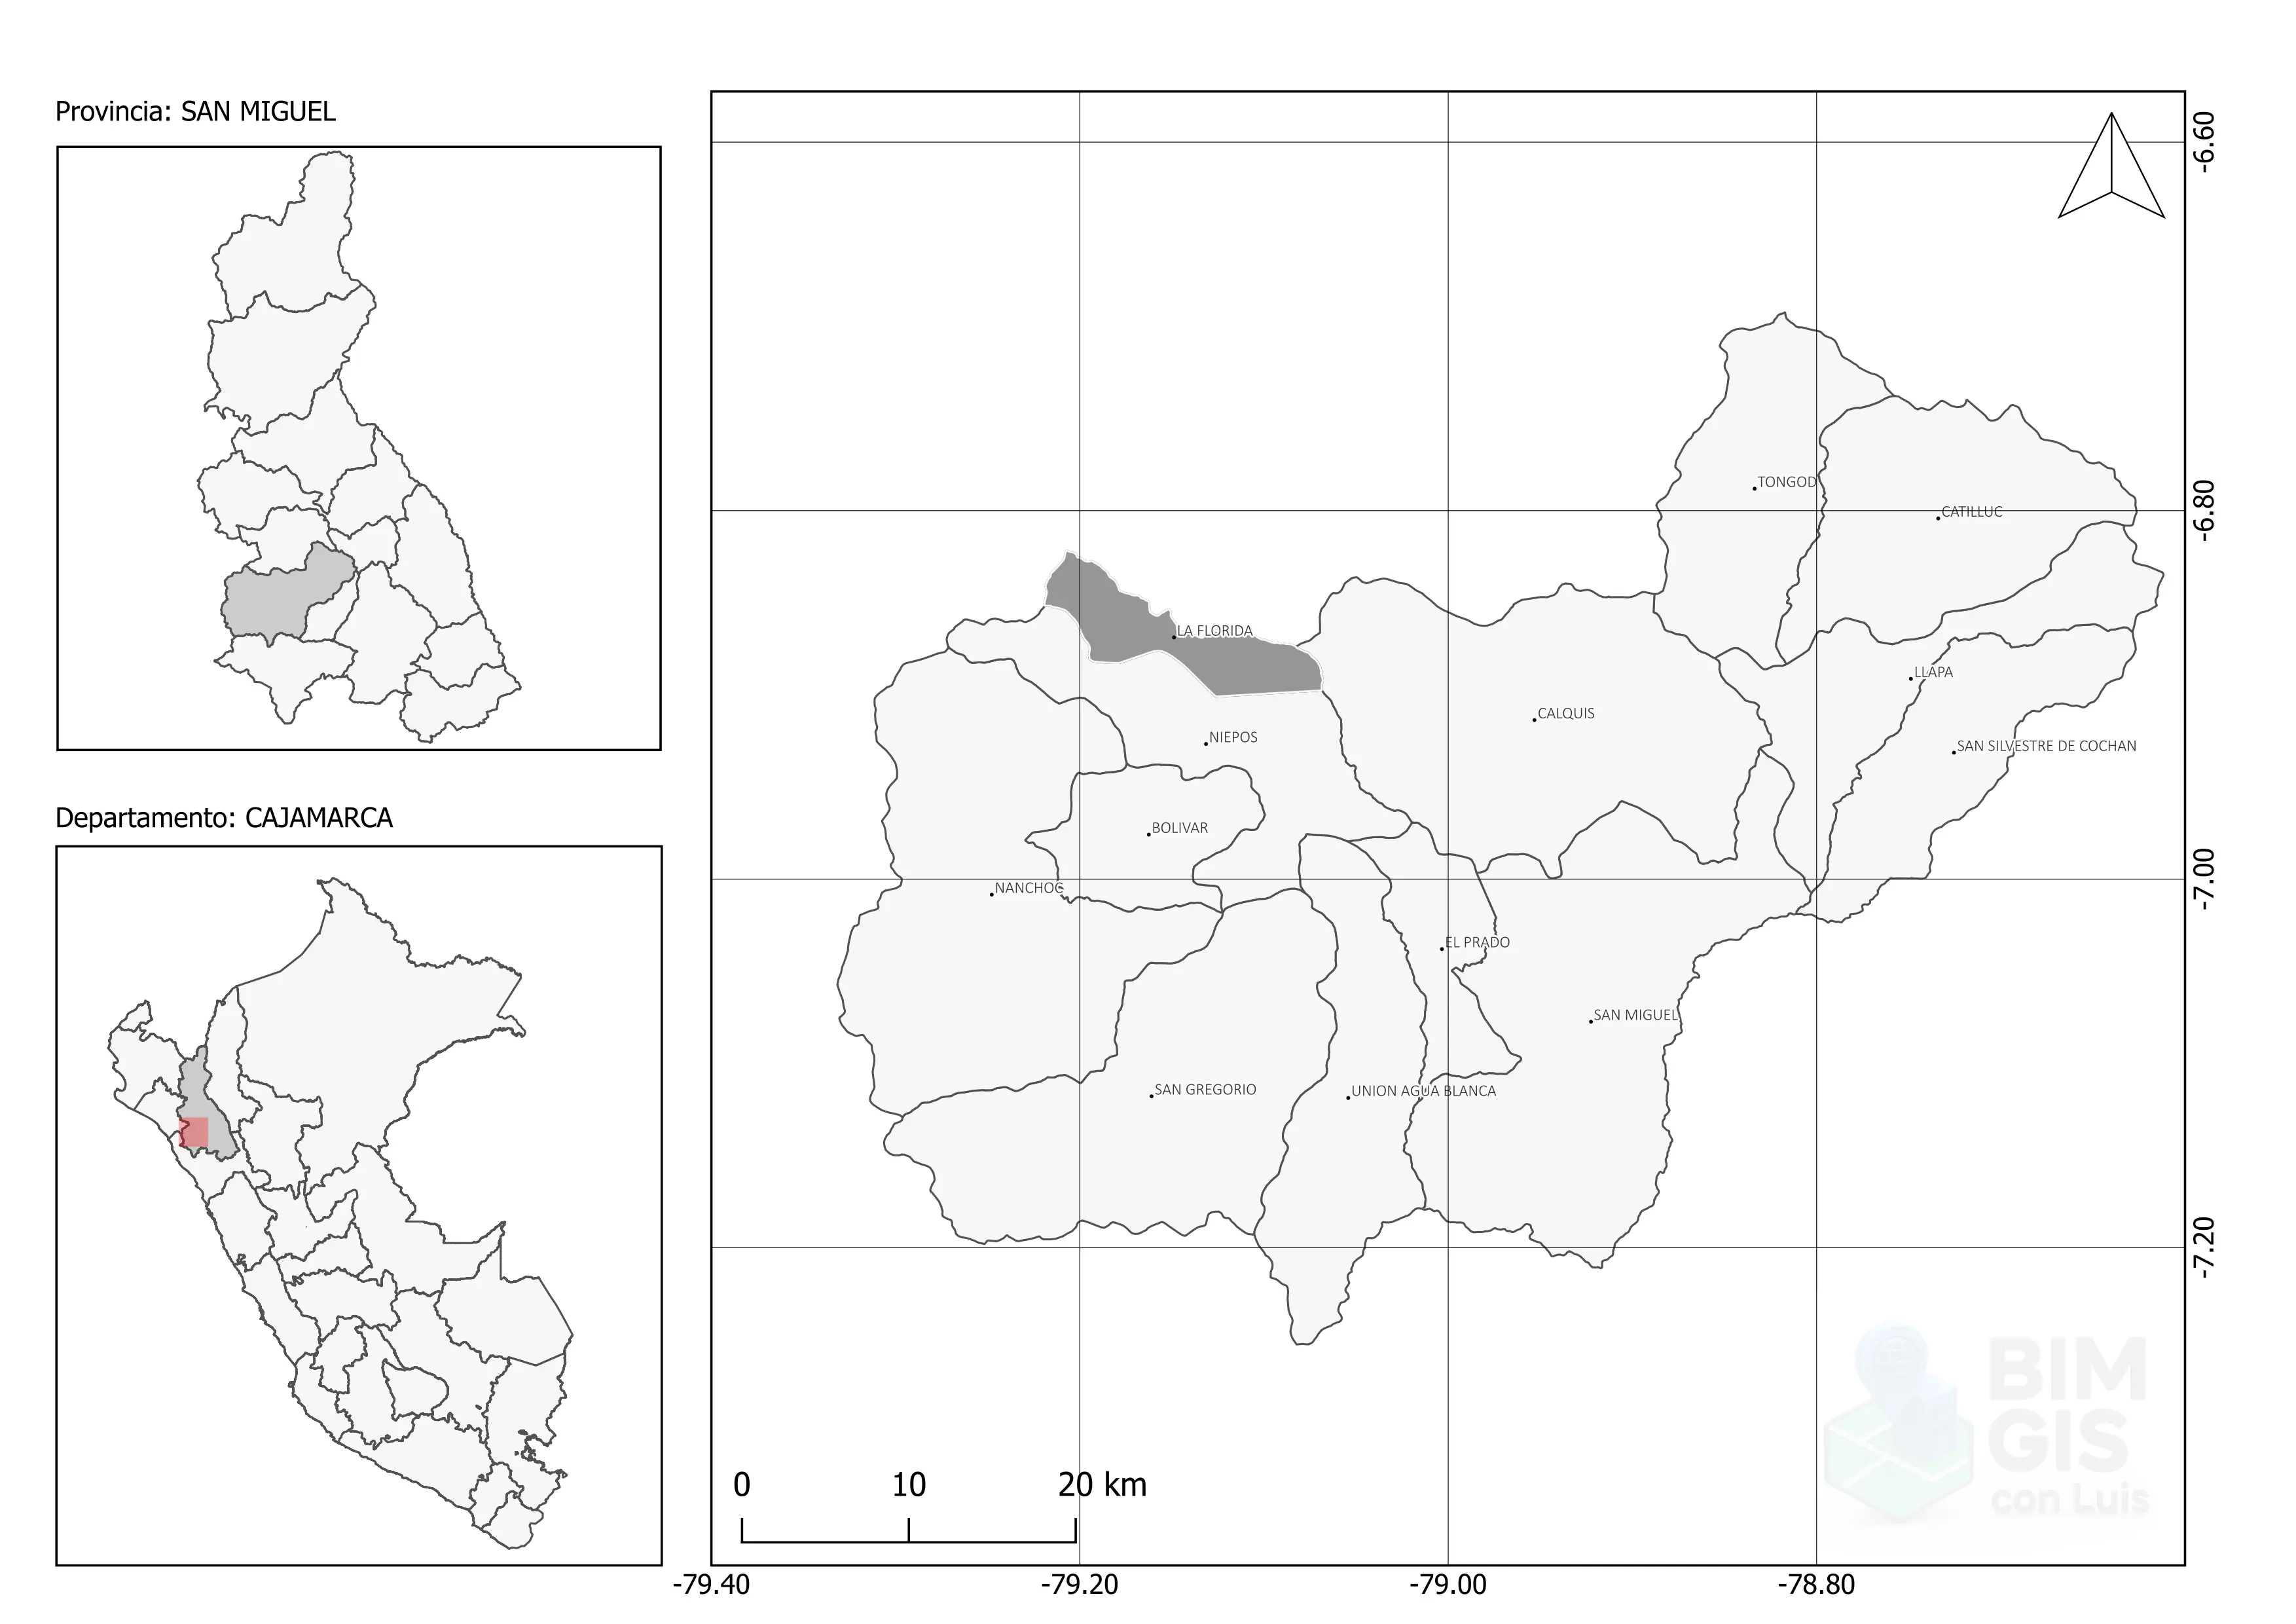 Provincia: SAN MIGUEL
Departamento: CAJAMARCA
-6.60
-6.80
-7.00
-7.20
TONGOD
CATILLUC
LA FLORIDA
LLAPA
CALQUIS
NIEPOS
SAN SILVESTRE DE COCHAN
BOLIVAR
NANCHOC
EL PRADO
SAN MIGUEL
SAN GREGORIO
UNION AGUA BLANCA
BIM
GIS
con Luis
0 10 20 km
-79.40 -79.20 -79.00 -78.80